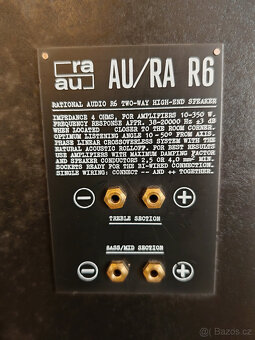 ra
au
AU/RA R6
RATIONAL AUDIO R6 TWO-WAY HIGH-END SPEAKER
IMPEDANCE 4 OHMS, FOR AMPLIFIERS 10-350 W.
FREQUENCY RESPONSE APPR. 38-20000 Hz ±3 dB
WHEN LOCATED CLOSER TO THE ROOM CORNER.
OPTIMUM LISTENING ANGLE 10-50° FROM AXIS.
PHASE LINEAR CROSSOVERLESS SYSTEM WITH THE
NATURAL ACOUSTIC ROLLOFF. FOR BEST RESULTS
USE AMPLIFIERS WITH MAXIMUM DAMPING FACTOR
AND SPEAKER CONDUCTORS 2,5 OR 4,0 mm² MIN.
SOCKETS READY FOR THE BI-WIRED CONNECTION.
SINGLE WIRING: CONNECT -- AND ++ TOGETHER.
− +
TREBLE SECTION
BASS/MID SECTION
− +
sbazar.cz